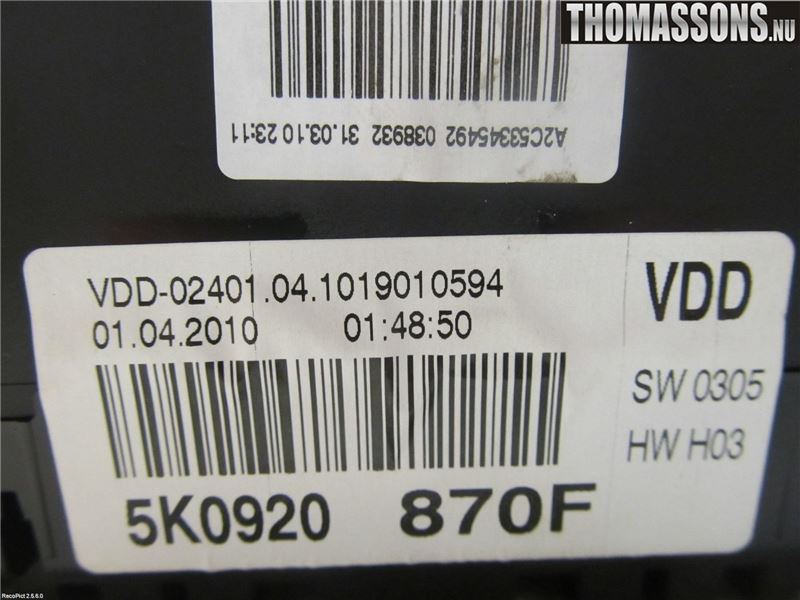 THOMASSONS.NU
A2C53345492 038932 31.03.10 23:11
VDD-02401.04.1019010594
01.04.2010 01:48:50
VDD
SW 0305
HW H03
5K0920 870F
RecoPict 2.5.6.0